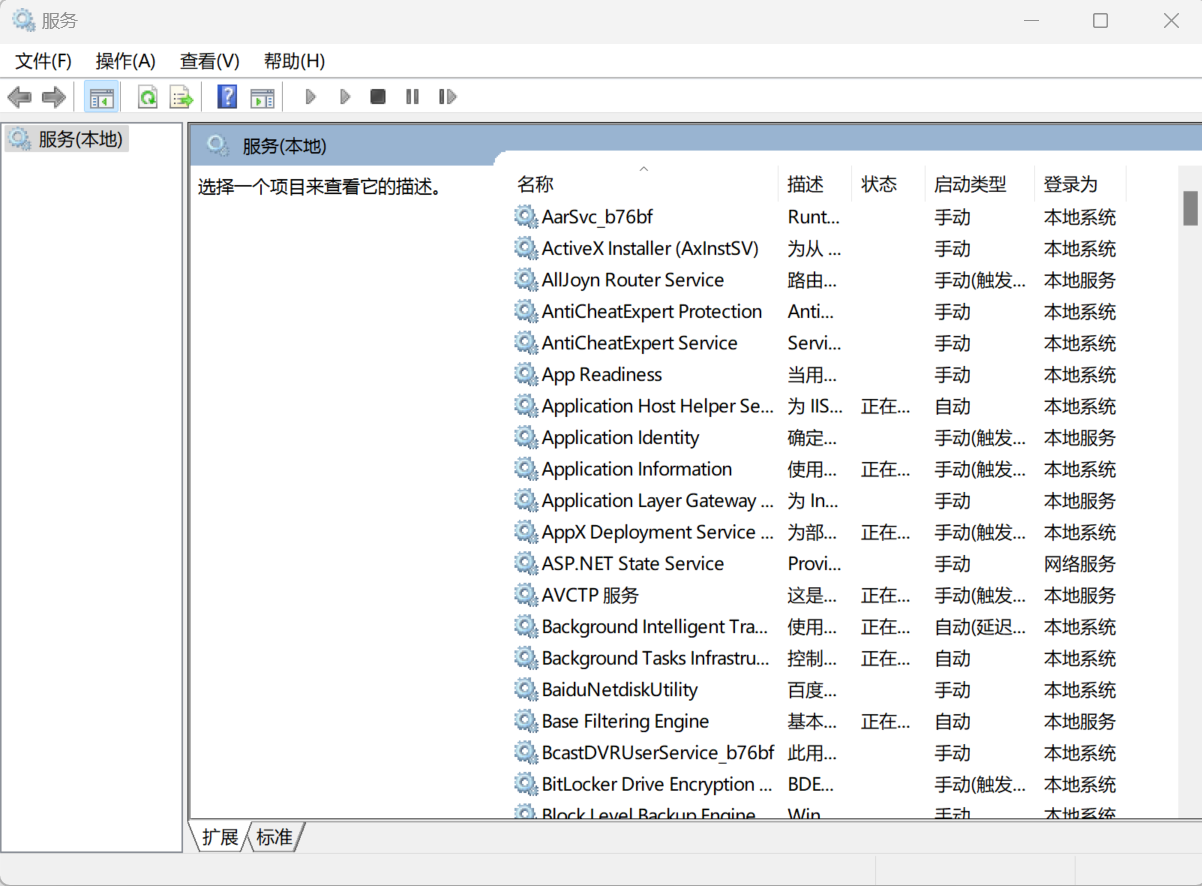 服务
文件(F) 操作(A) 查看(V) 帮助(H)
服务(本地)
服务(本地)
选择一个项目来查看它的描述。
名称 描述 状态 启动类型 登录为
AarSvc_b76bf Runt... 手动 本地系统
ActiveX Installer (AxInstSV) 为从 ... 手动 本地系统
AllJoyn Router Service 路由... 手动(触发... 本地服务
AntiCheatExpert Protection Anti... 手动 本地系统
AntiCheatExpert Service Servi... 手动 本地系统
App Readiness 当用... 手动 本地系统
Application Host Helper Se... 为 IIS... 正在... 自动 本地系统
Application Identity 确定... 手动(触发... 本地服务
Application Information 使用... 正在... 手动(触发... 本地系统
Application Layer Gateway ... 为 In... 手动 本地服务
AppX Deployment Service ... 为部... 正在... 手动(触发... 本地系统
ASP.NET State Service Provi... 手动 网络服务
AVCTP 服务 这是... 正在... 手动(触发... 本地服务
Background Intelligent Tra... 使用... 正在... 自动(延迟... 本地系统
Background Tasks Infrastru... 控制... 正在... 自动 本地系统
BaiduNetdiskUtility 百度... 手动 本地系统
Base Filtering Engine 基本... 正在... 自动 本地服务
BcastDVRUserService_b76bf 此用... 手动 本地系统
BitLocker Drive Encryption ... BDE... 手动(触发... 本地系统
Block Level Backup Engine Win 手动 本地系统
扩展 标准